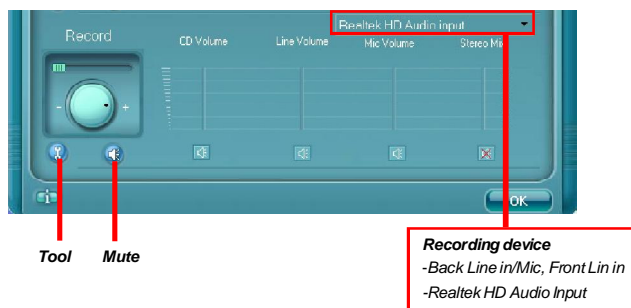 Realtek HD Audio input
Record
CD Volume
Line Volume
Mic Volume
Stereo Mix
- +
i
OK
Tool
Mute
Recording device
-Back Line in/Mic, Front Lin in
-Realtek HD Audio Input